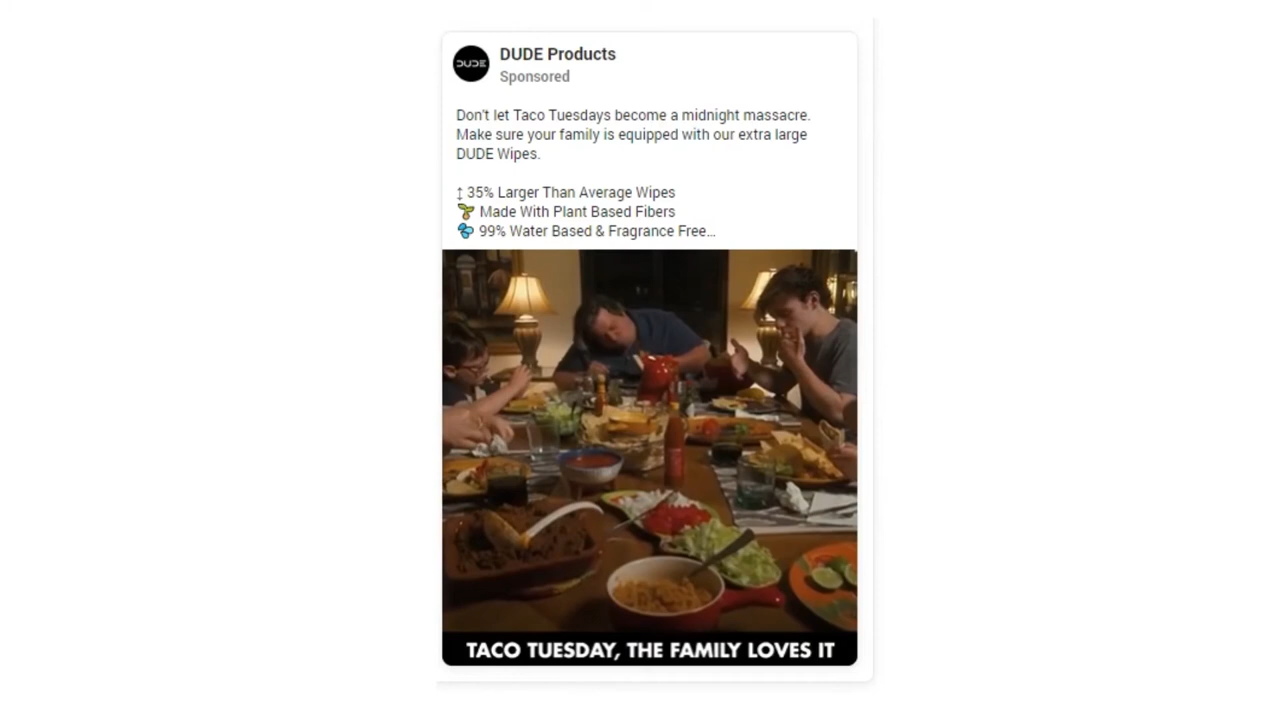 DUDE
DUDE Products
Sponsored
Don't let Taco Tuesdays become a midnight massacre.
Make sure your family is equipped with our extra large
DUDE Wipes.
↕ 35% Larger Than Average Wipes
🌱 Made With Plant Based Fibers
💦 99% Water Based & Fragrance Free...
TACO TUESDAY, THE FAMILY LOVES IT